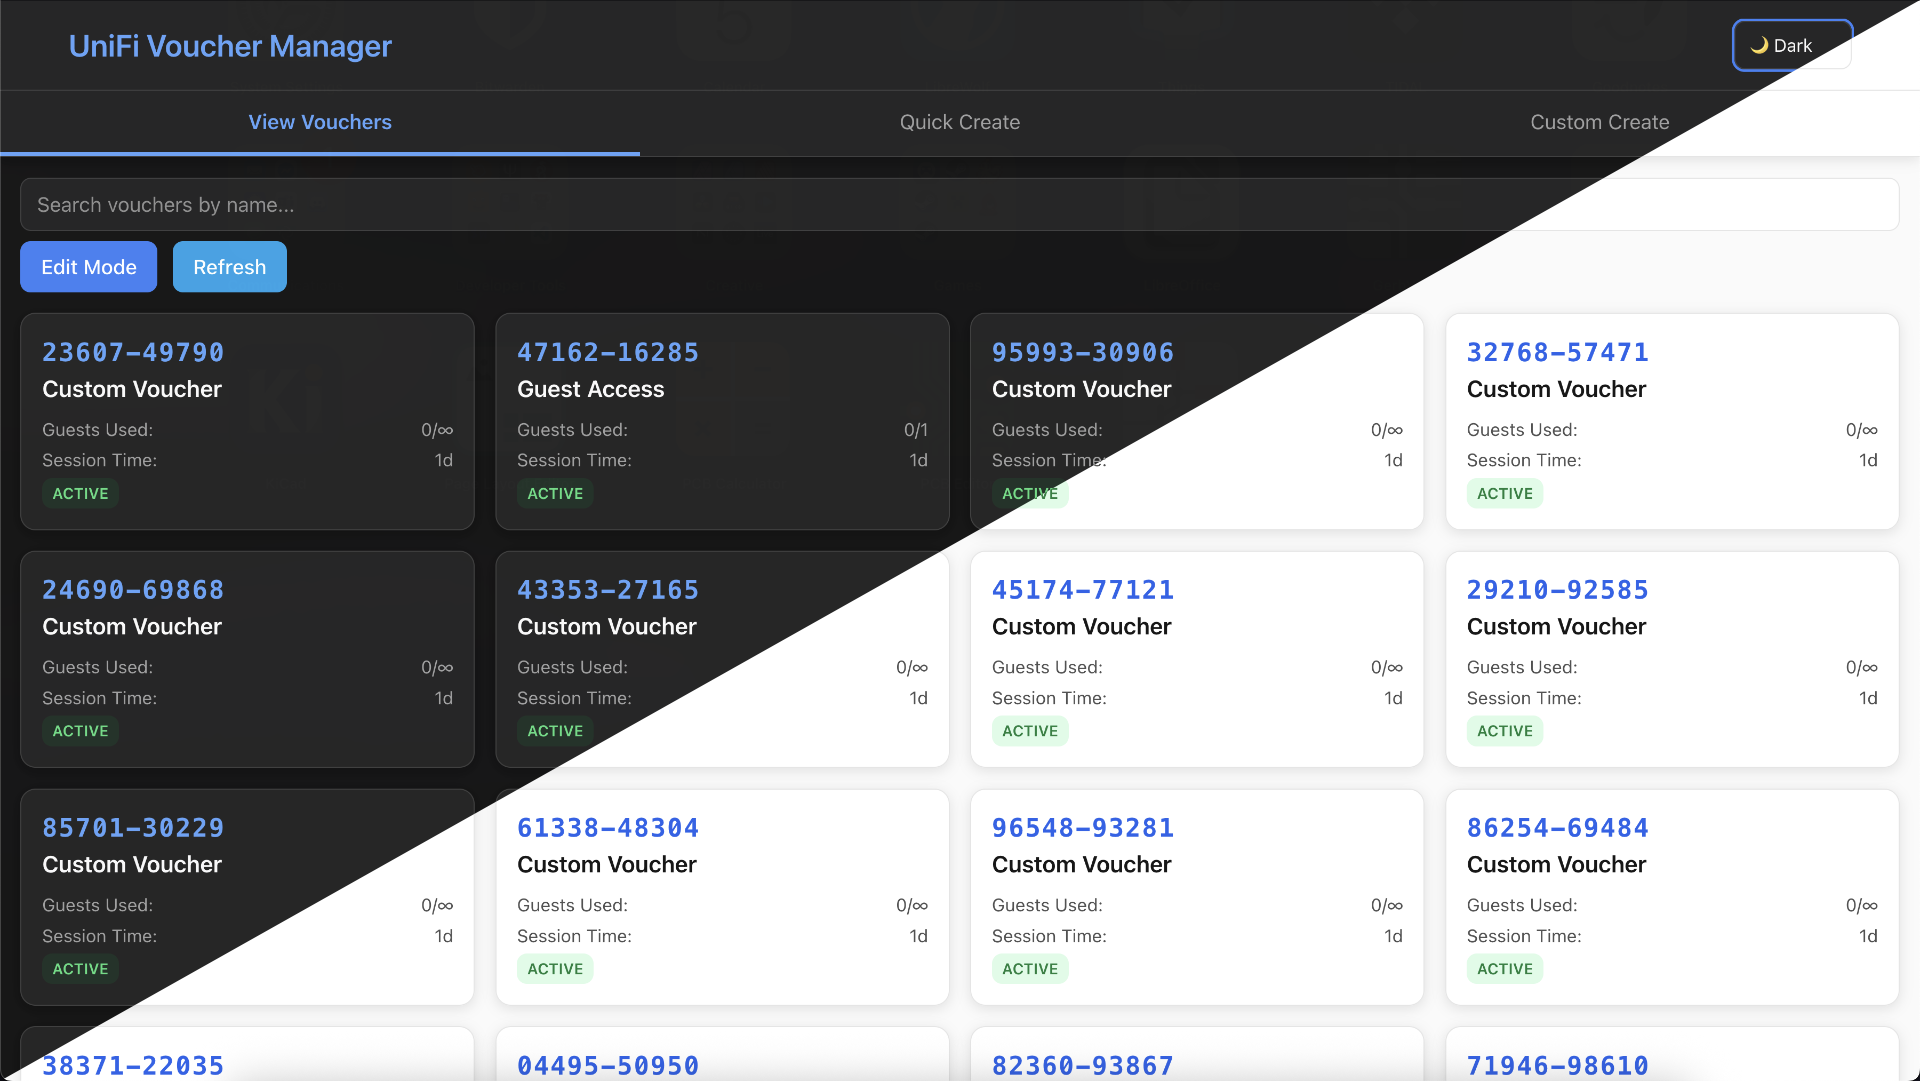 UniFi Voucher Manager
🌙 Dark
View Vouchers
Quick Create
Custom Create
Search vouchers by name...
Edit Mode
Refresh
23607-49790
Custom Voucher
Guests Used: 0/∞
Session Time: 1d
ACTIVE
47162-16285
Guest Access
Guests Used: 0/1
Session Time: 1d
ACTIVE
95993-30906
Custom Voucher
Guests Used: 0/∞
Session Time: 1d
ACTIVE
32768-57471
Custom Voucher
Guests Used: 0/∞
Session Time: 1d
ACTIVE
24690-69868
Custom Voucher
Guests Used: 0/∞
Session Time: 1d
ACTIVE
43353-27165
Custom Voucher
Guests Used: 0/∞
Session Time: 1d
ACTIVE
45174-77121
Custom Voucher
Guests Used: 0/∞
Session Time: 1d
ACTIVE
29210-92585
Custom Voucher
Guests Used: 0/∞
Session Time: 1d
ACTIVE
85701-30229
Custom Voucher
Guests Used: 0/∞
Session Time: 1d
ACTIVE
61338-48304
Custom Voucher
Guests Used: 0/∞
Session Time: 1d
ACTIVE
96548-93281
Custom Voucher
Guests Used: 0/∞
Session Time: 1d
ACTIVE
86254-69484
Custom Voucher
Guests Used: 0/∞
Session Time: 1d
ACTIVE
38371-22035
04495-50950
82360-93867
71946-98610